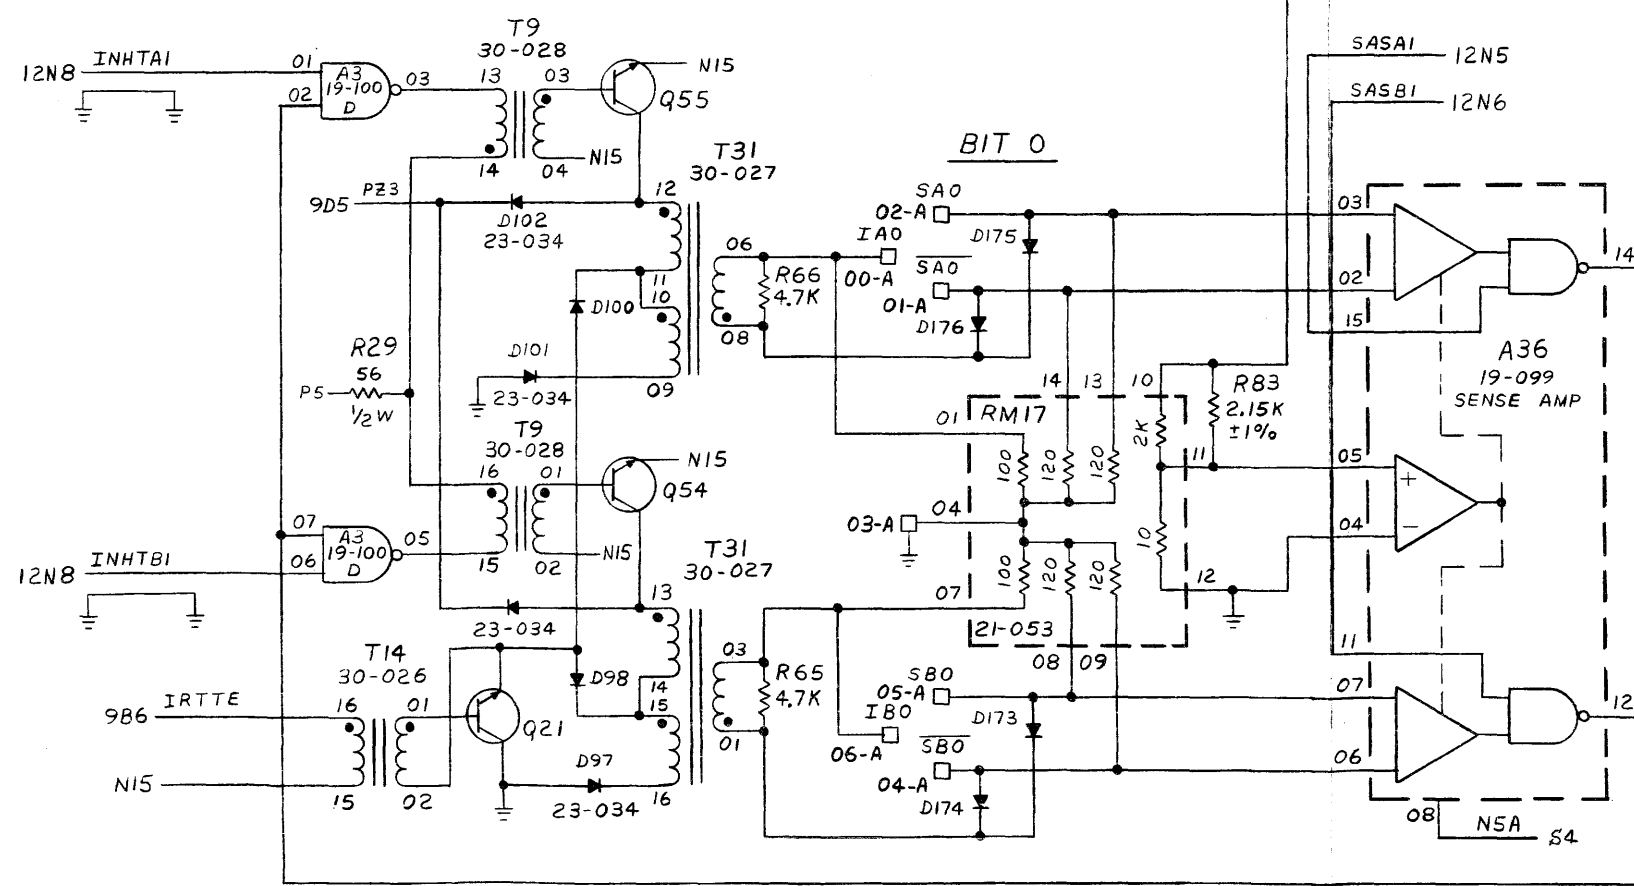 T9
30-028
12N8
INHTA1
01
02
A3
19-100
D
03
13
03
14
04
N15
Q55
N15
SASA1
12N5
SASB1
12N6
BIT 0
T31
30-027
9D5
PZ3
D102
23-034
12
11
10
09
06
08
R66
4.7K
IA0
00-A
SA0
02-A
D175
SA0
01-A
D176
03
02
15
14
D100
D101
23-034
R29
56
P5
1/2W
T9
30-028
16
01
15
02
N15
Q54
N15
14
13
10
01
RM17
100
120
120
2K
11
R83
2.15K
±1%
A36
19-099
SENSE AMP
05
+
04
-
03-A
04
10
12
100
120
120
07
21-053
08
09
12N8
INHTB1
07
06
A3
19-100
D
05
T31
30-027
13
23-034
14
15
16
03
01
R65
4.7K
D98
T14
30-026
9B6
IRTTE
N15
16
15
01
02
Q21
D97
23-034
SB0
05-A
IB0
D173
06-A
SB0
04-A
D174
11
07
06
12
08
N5A
S4